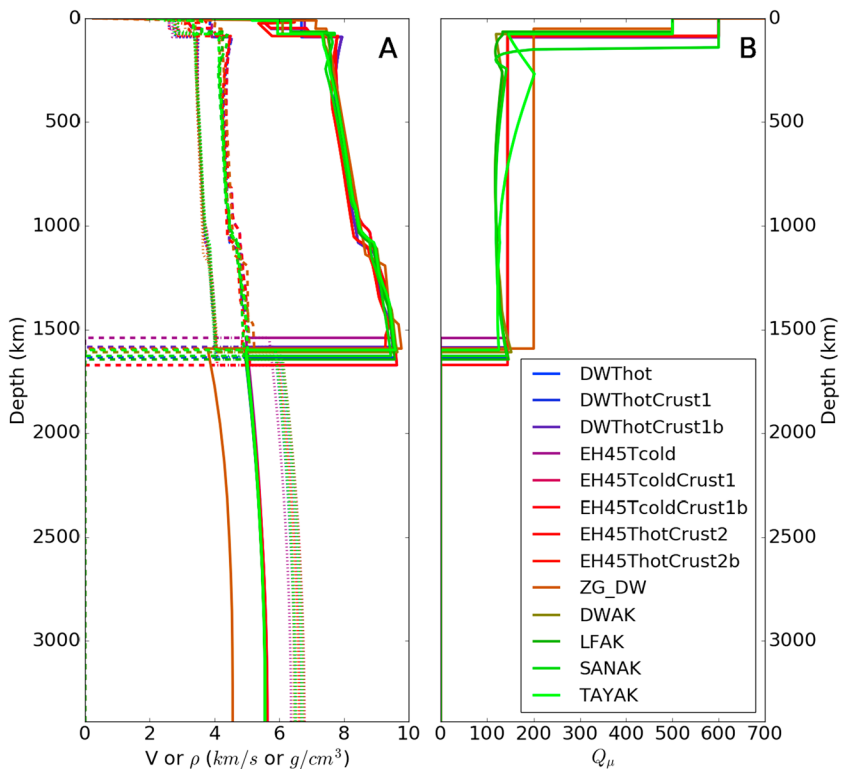 A
B
0
500
1000
1500
2000
2500
3000
Depth (km)
0 2 4 6 8 10
V or ρ (km/s or g/cm³)
0
500
1000
1500
2000
2500
3000
Depth (km)
0 100 200 300 400 500 600 700
Qμ
DWThot
DWThotCrust1
DWThotCrust1b
EH45Tcold
EH45TcoldCrust1
EH45TcoldCrust1b
EH45ThotCrust2
EH45ThotCrust2b
ZG_DW
DWAK
LFAK
SANAK
TAYAK